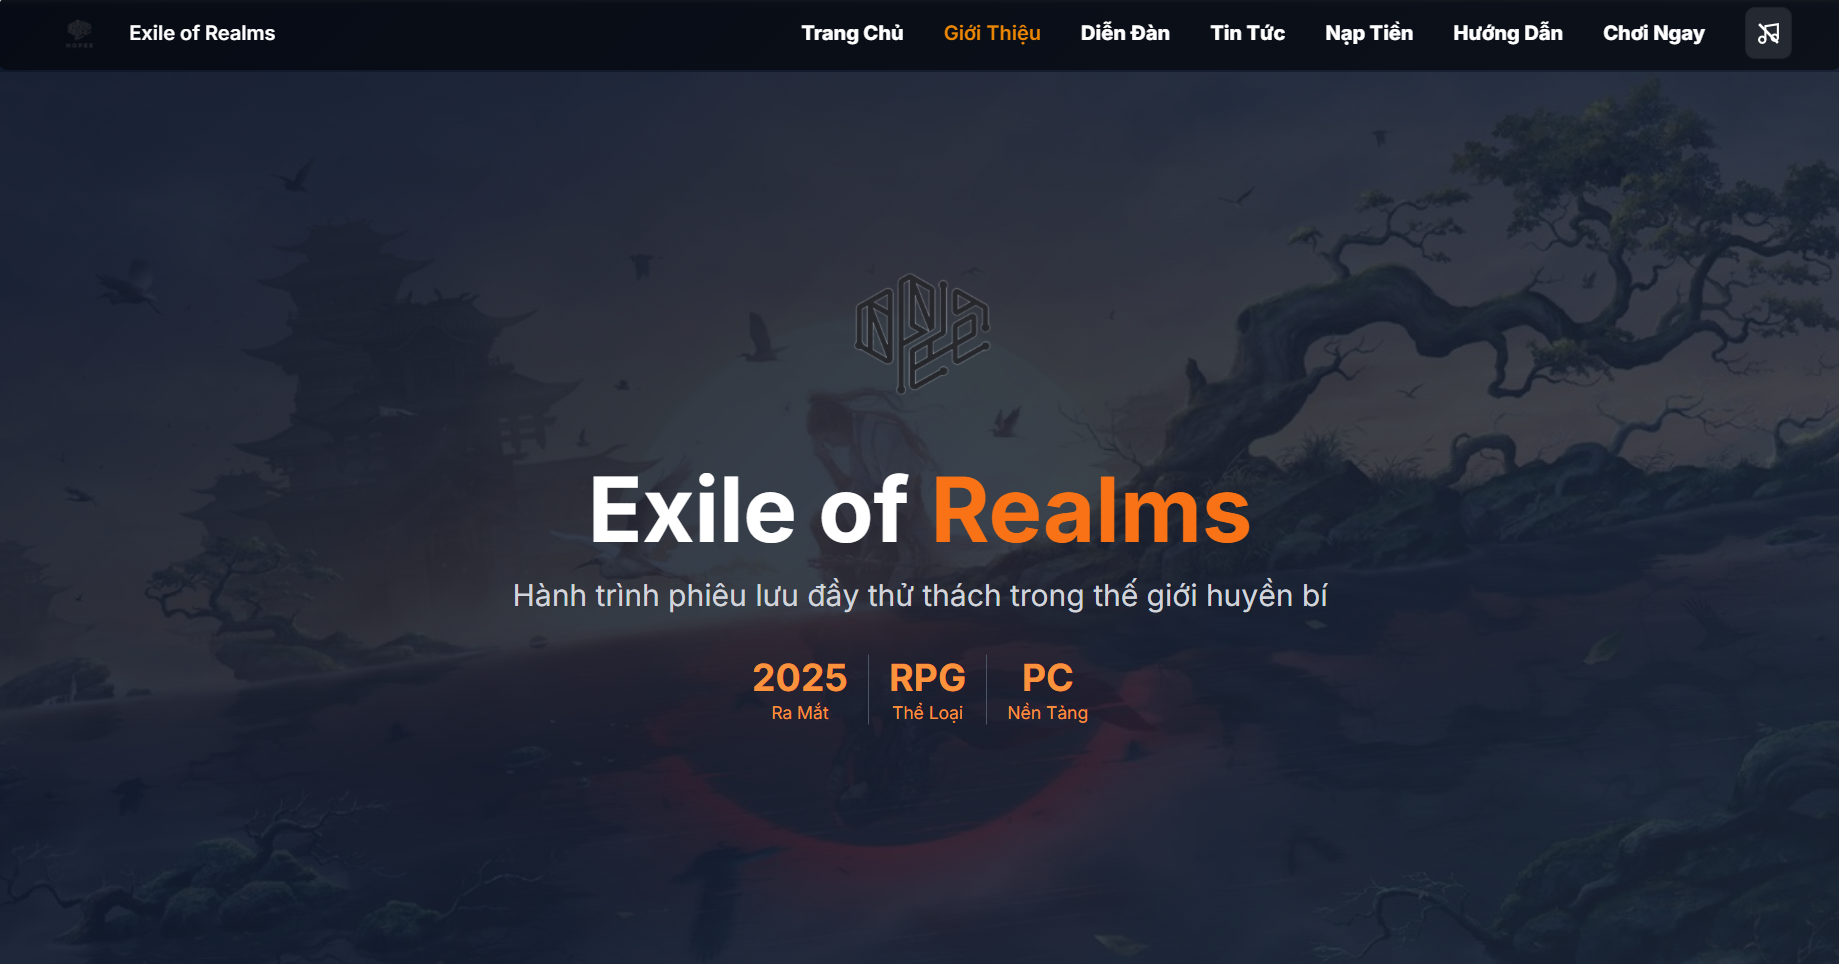 Exile of Realms
Trang Chủ
Giới Thiệu
Diễn Đàn
Tin Tức
Nạp Tiền
Hướng Dẫn
Chơi Ngay
Exile of Realms
Hành trình phiêu lưu đầy thử thách trong thế giới huyền bí
2025
Ra Mắt
RPG
Thể Loại
PC
Nền Tảng